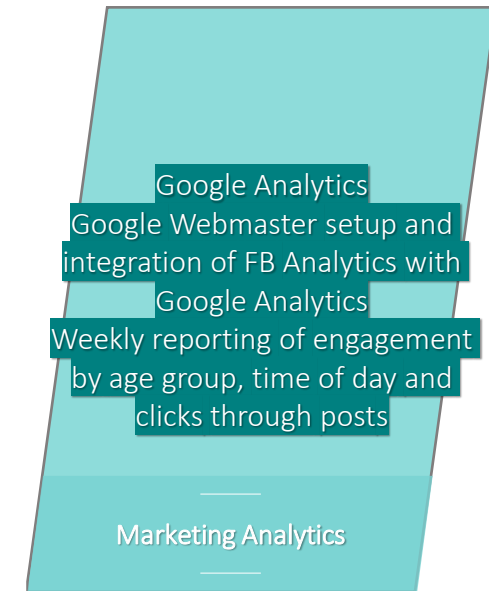 Google Analytics
Google Webmaster setup and
integration of FB Analytics with
Google Analytics
Weekly reporting of engagement
by age group, time of day and
clicks through posts
Marketing Analytics